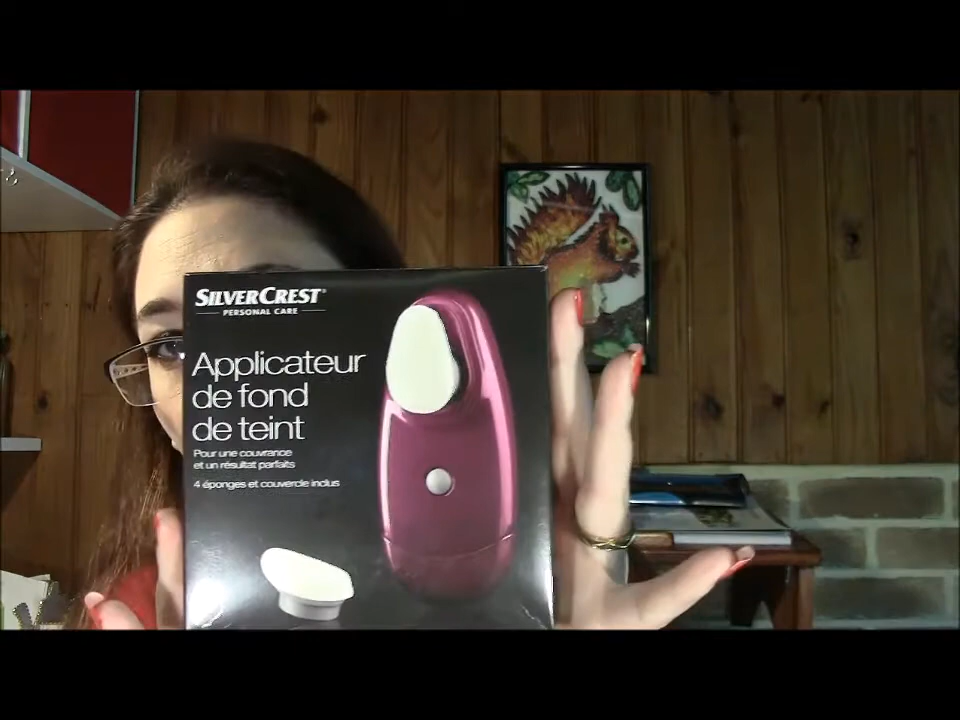 SILVERCREST®
PERSONAL CARE
Applicateur
de fond
de teint
Pour une couvrance
et un résultat parfaits
4 éponges et couvercle inclus